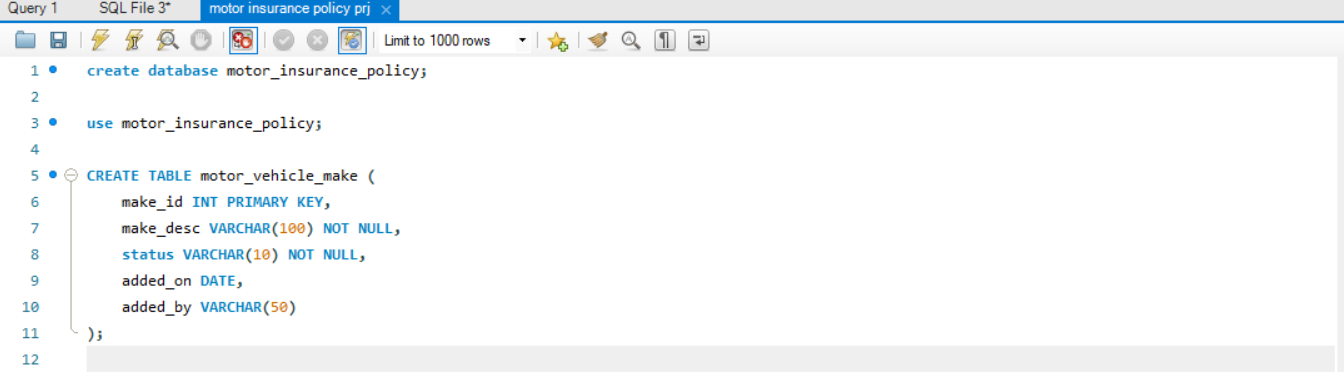 Query 1 SQL File 3* motor insurance policy prj ×
Limit to 1000 rows
1 create database motor_insurance_policy;
2
3 use motor_insurance_policy;
4
5 CREATE TABLE motor_vehicle_make (
6 make_id INT PRIMARY KEY,
7 make_desc VARCHAR(100) NOT NULL,
8 status VARCHAR(10) NOT NULL,
9 added_on DATE,
10 added_by VARCHAR(50)
11 );
12